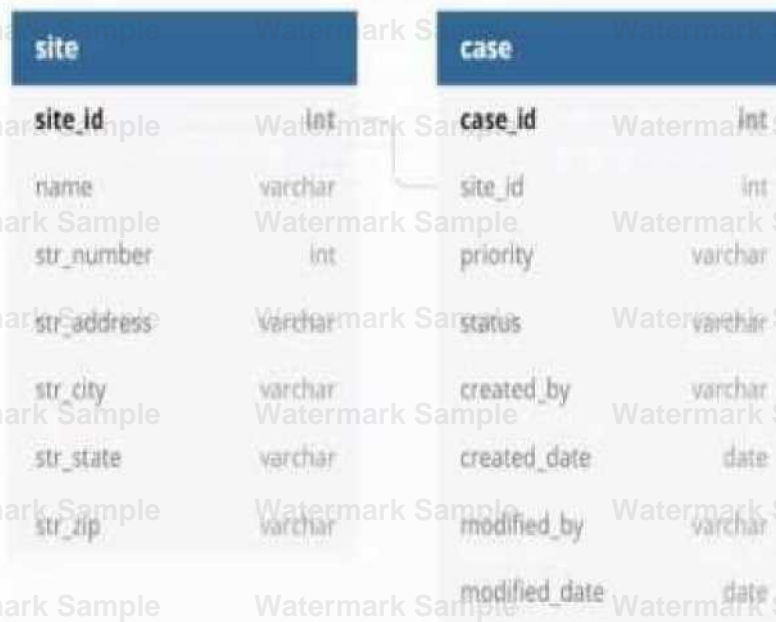 site
site_id int
name varchar
str_number int
str_address varchar
str_city varchar
str_state varchar
str_zip varchar
case
case_id int
site_id int
priority varchar
status varchar
created_by varchar
created_date date
modified_by varchar
modified_date date
Watermark Sample